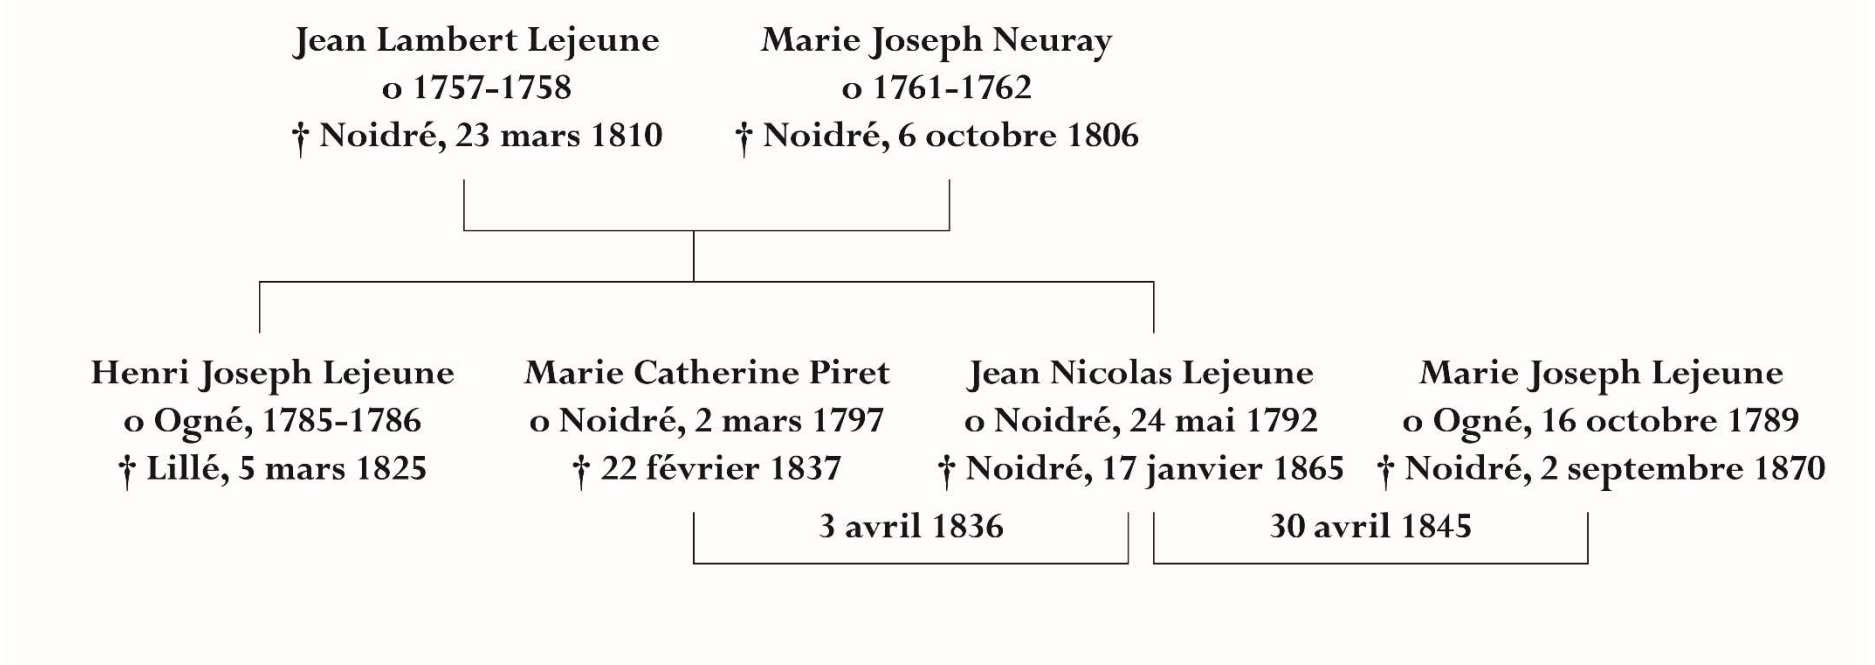 Jean Lambert Lejeune
o 1757-1758
† Noidré, 23 mars 1810
Marie Joseph Neuray
o 1761-1762
† Noidré, 6 octobre 1806
Henri Joseph Lejeune
o Ogné, 1785-1786
† Lillé, 5 mars 1825
Marie Catherine Piret
o Noidré, 2 mars 1797
† 22 février 1837
Jean Nicolas Lejeune
o Noidré, 24 mai 1792
† Noidré, 17 janvier 1865
Marie Joseph Lejeune
o Ogné, 16 octobre 1789
† Noidré, 2 septembre 1870
3 avril 1836
30 avril 1845